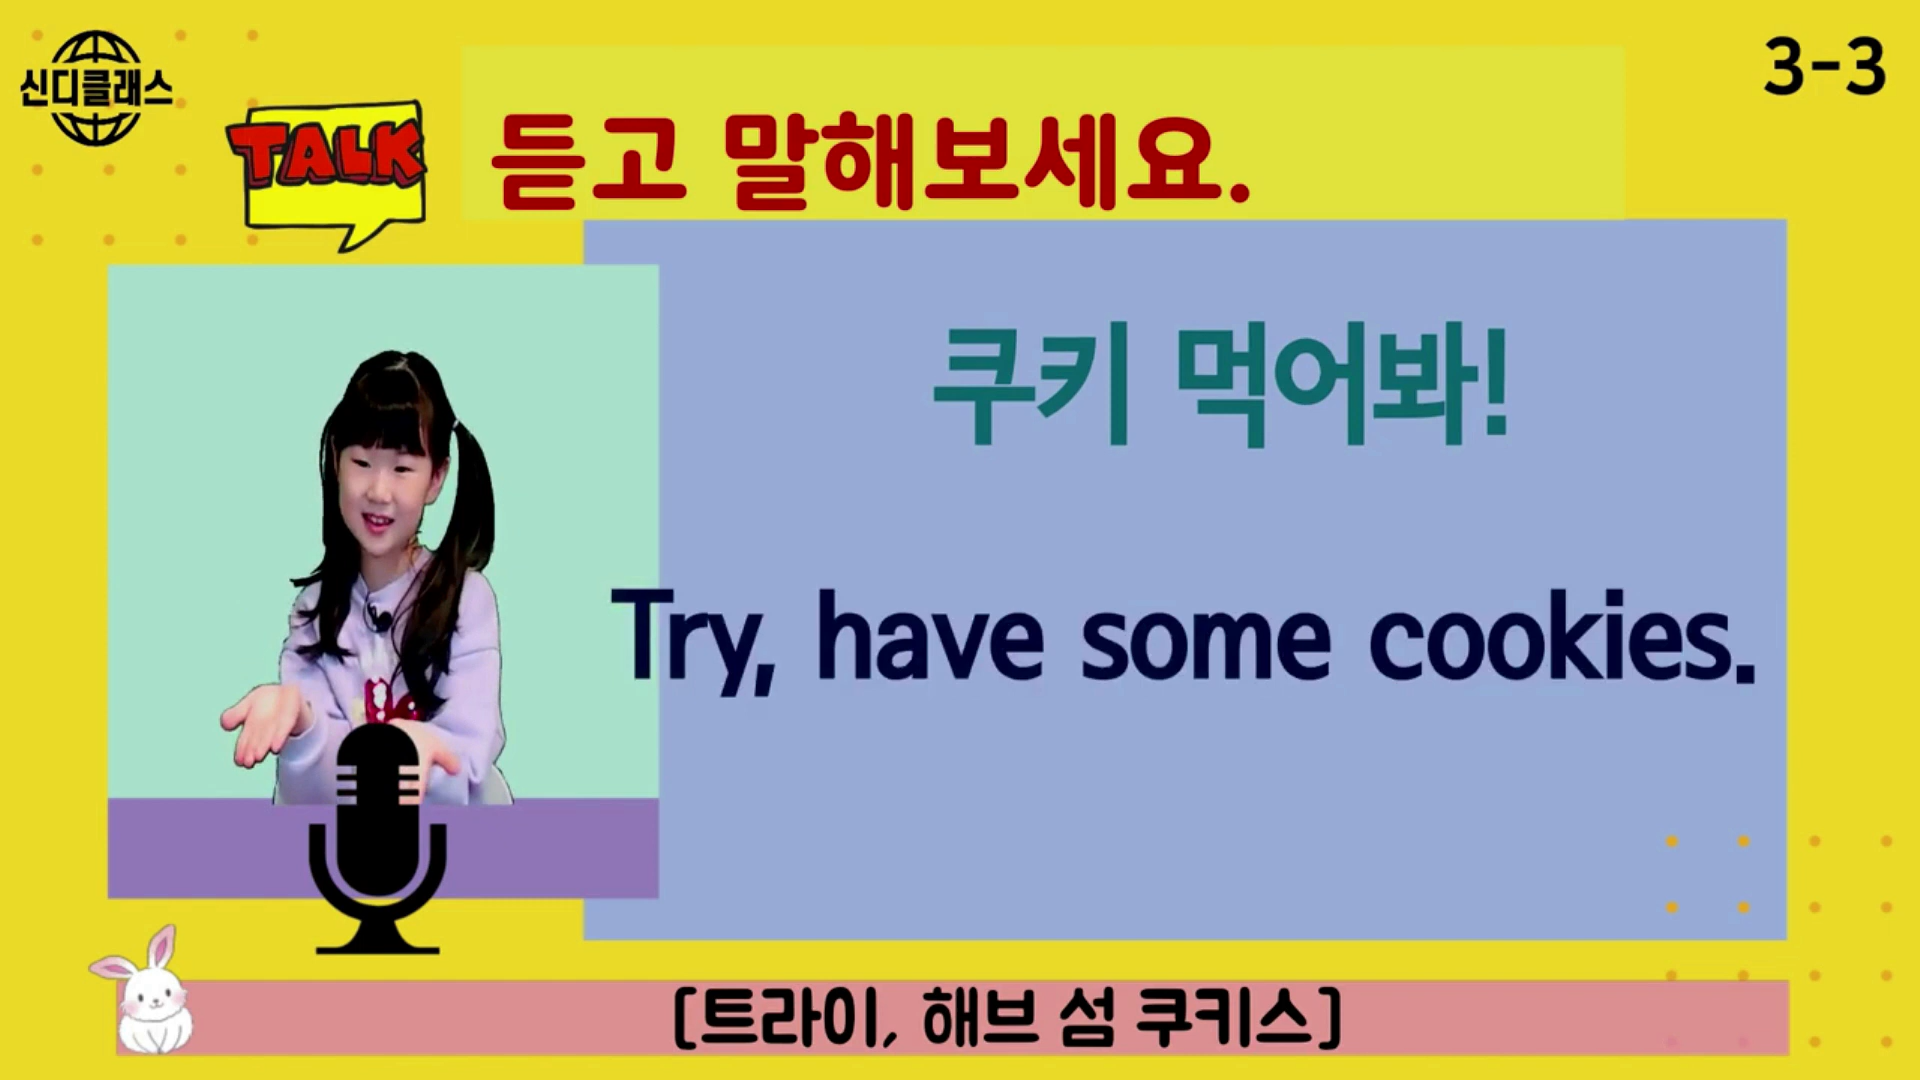 신디클래스
3-3
TALK
듣고 말해보세요.
쿠키 먹어봐!
Try, have some cookies.
[트라이, 해브 섬 쿠키스]